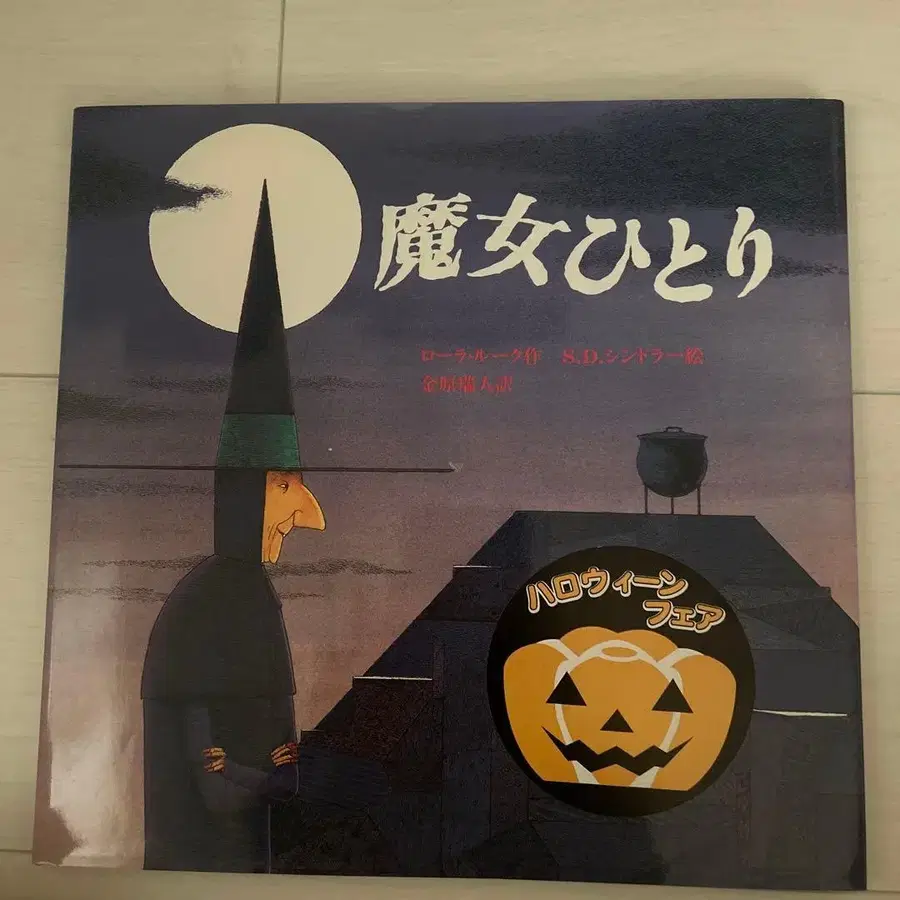 魔女ひとり
ローラ・ルーク作 S.D.シンドラー絵
金原瑞人訳
ハロウィーン
フェア